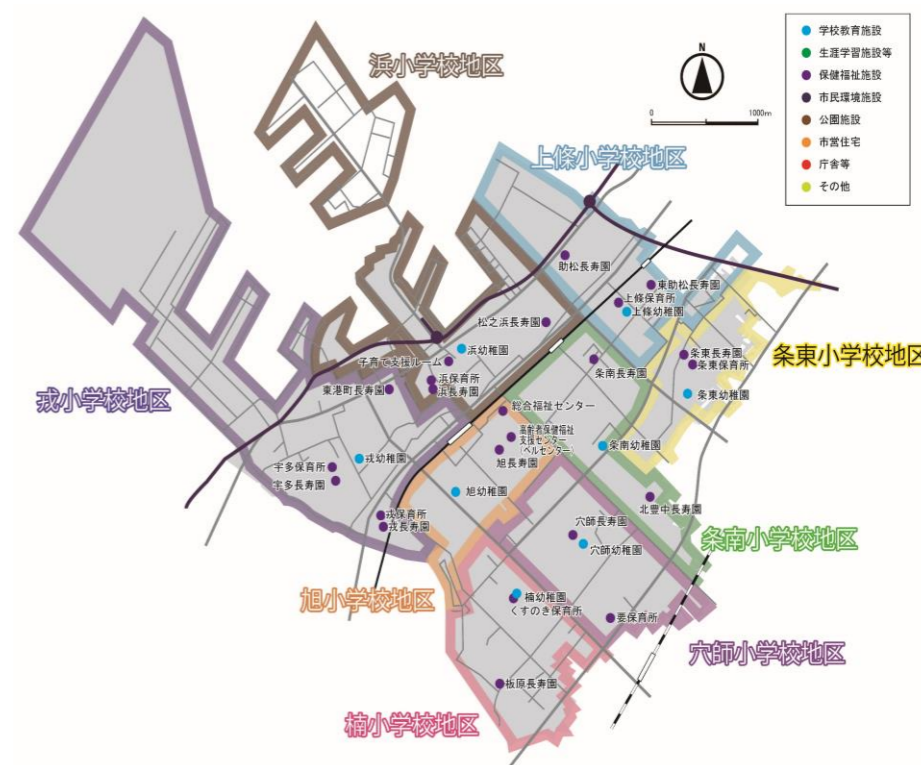 浜小学校地区
N
0 1000m
学校教育施設
生涯学習施設等
保健福祉施設
市民環境施設
公園施設
市営住宅
庁舎等
その他
上條小学校地区
助松長寿園
東助松長寿園
上條保育所
上條幼稚園
松之浜長寿園
浜幼稚園
子育て支援ルーム
条南長寿園
条東長寿園
条東保育所
条東小学校地区
浜保育所
東港町長寿園
浜長寿園
条東幼稚園
戎小学校地区
総合福祉センター
高齢者保健福祉
支援センター
(ベルセンター)
旭長寿園
条南幼稚園
戎幼稚園
宇多保育所
宇多長寿園
旭幼稚園
北豊中長寿園
戎保育所
戎長寿園
穴師長寿園
穴師幼稚園
条南小学校地区
旭小学校地区
楠幼稚園
くすのき保育所
要保育所
穴師小学校地区
板原長寿園
楠小学校地区